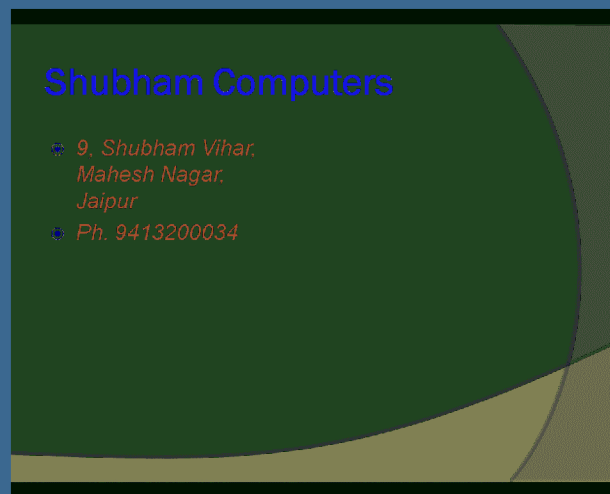 Shubham Computers
9, Shubham Vihar,
Mahesh Nagar,
Jaipur
Ph. 9413200034